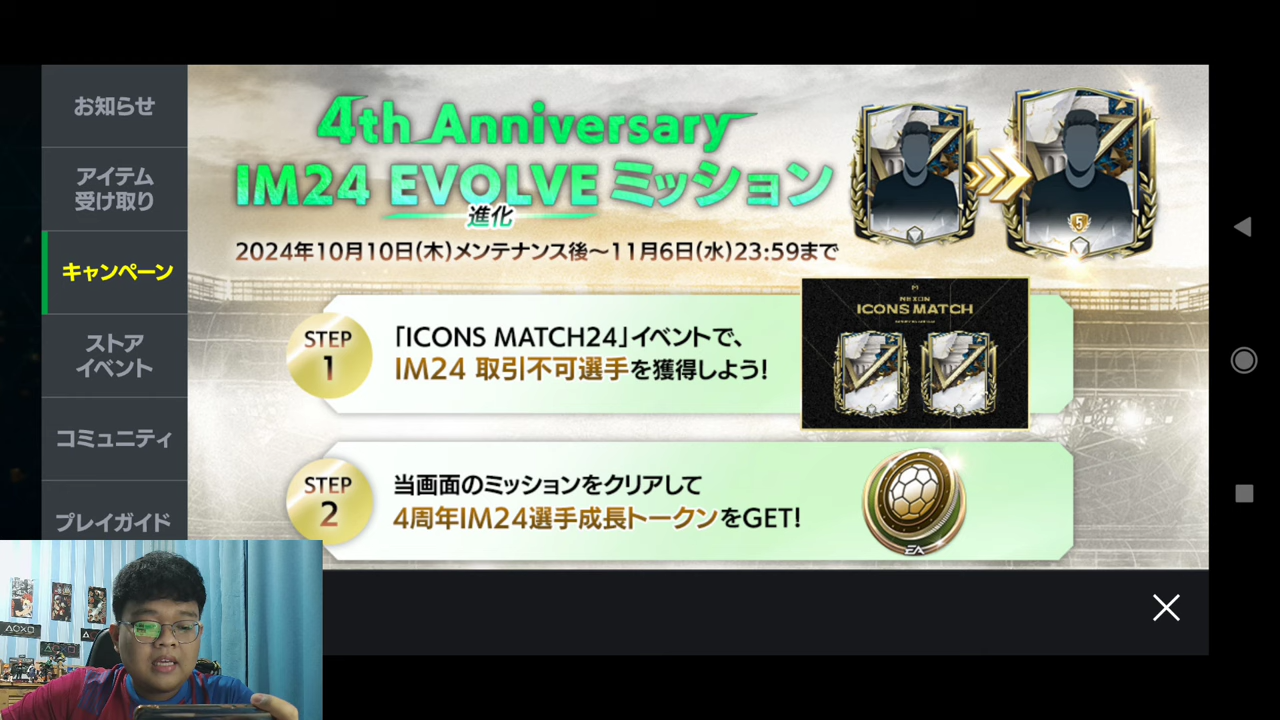 お知らせ
アイテム
受け取り
キャンペーン
ストア
イベント
コミュニティ
プレイガイド
4th Anniversary
IM24 EVOLVE ミッション
進化
2024年10月10日(木)メンテナンス後～11月6日(水)23:59まで
5
STEP
1
「ICONS MATCH24」イベントで、
IM24 取引不可選手を獲得しよう!
NEXON
ICONS MATCH
STEP
2
当画面のミッションをクリアして
4周年IM24選手成長トークンをGET!
EA